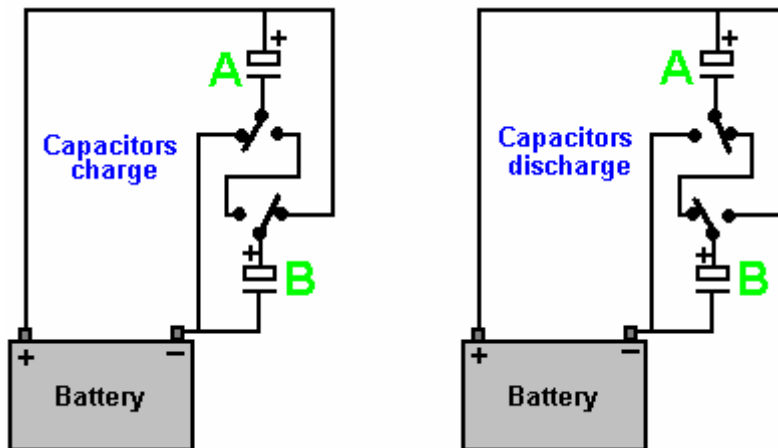 +
A
Capacitors
charge
+
B
+ −
Battery
+
A
Capacitors
discharge
+
B
+ −
Battery